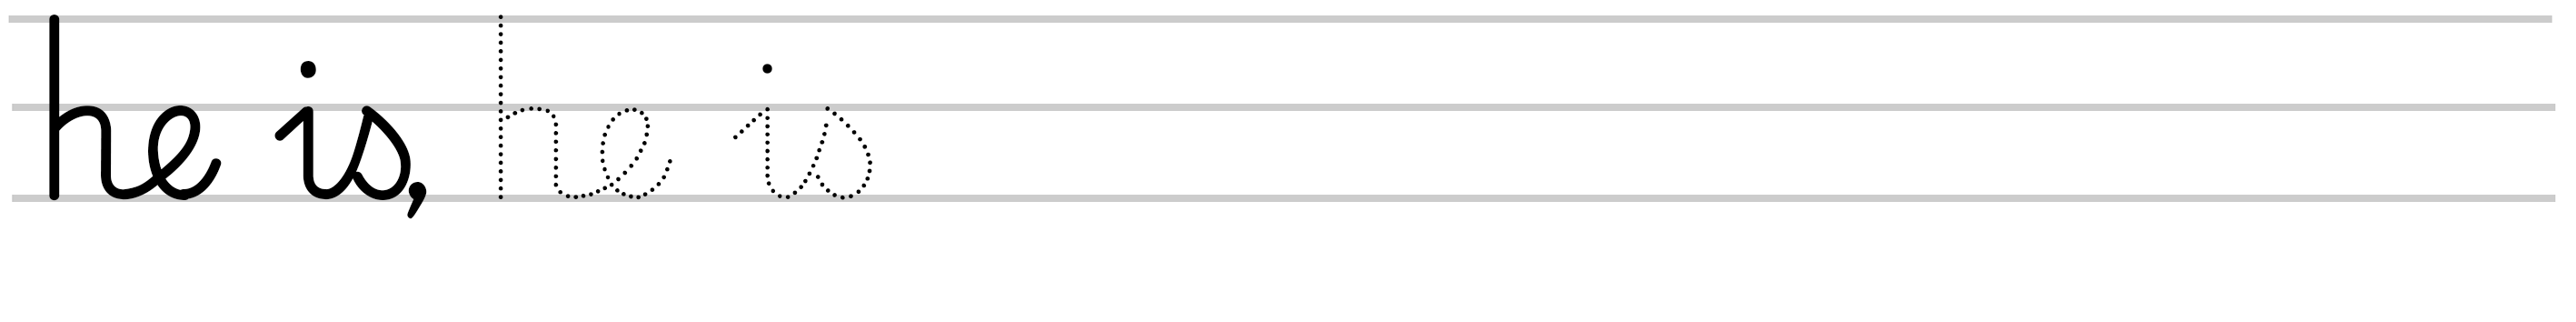 he is, he is